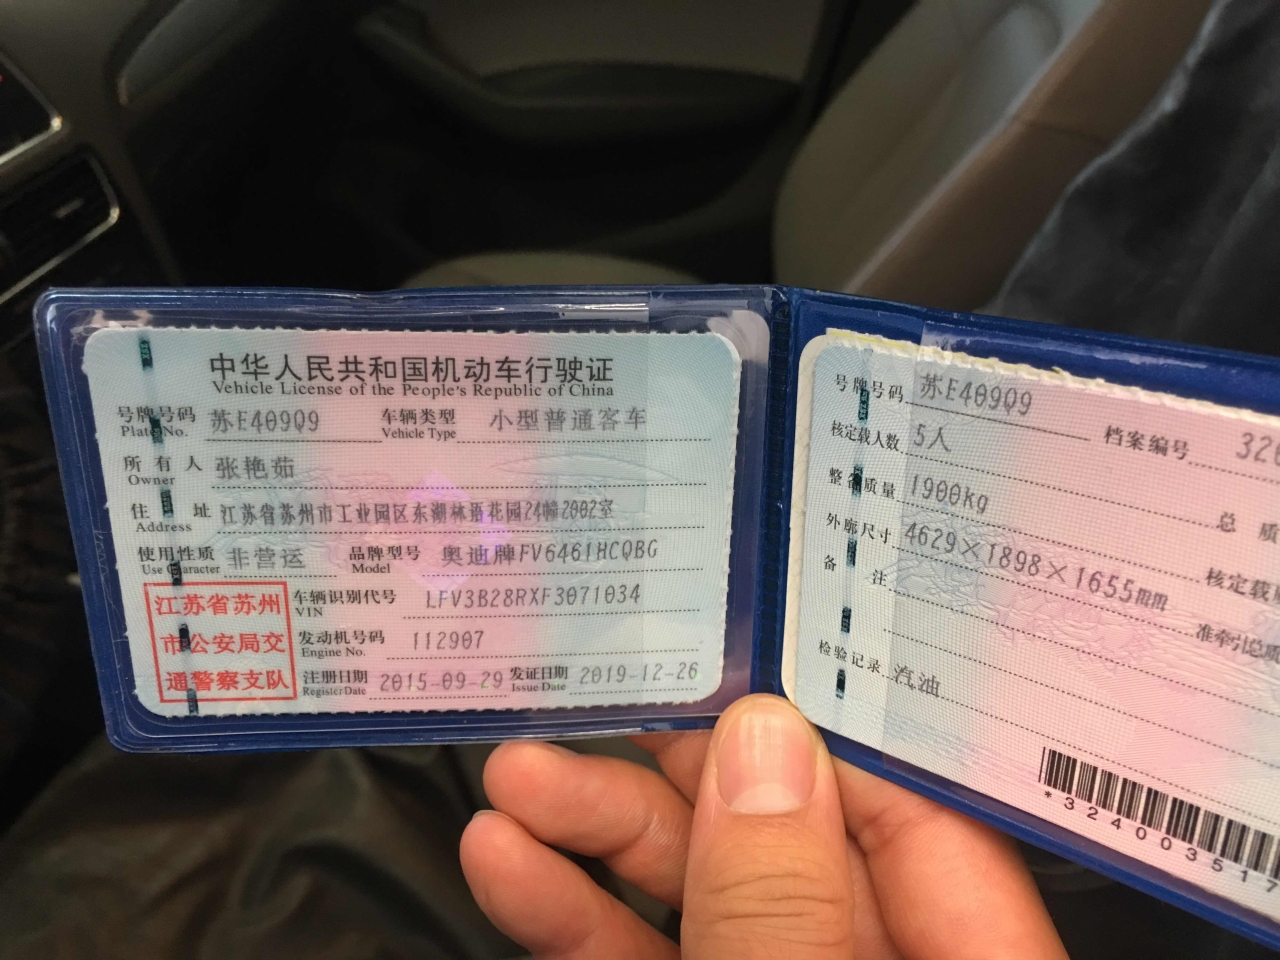 中华人民共和国机动车行驶证
Vehicle License of the People's Republic of China
号牌号码 苏E409Q9 车辆类型 小型普通客车
Plate No. Vehicle Type
所有人 张艳茹
Owner
住址 江苏省苏州市工业园区东湖林语花园24幢2002室
Address
使用性质 非营运 品牌型号 奥迪牌FV6461HCQBG
Use Character Model
江苏省苏州
市公安局交
通警察支队
车辆识别代号 LFV3B28RXF3071034
VIN
发动机号码 112907
Engine No.
注册日期 2015-09-29 发证日期 2019-12-26
Register Date Issue Date
号牌号码 苏E409Q9 档案编号 320
核定载人数 5人
整备质量 1900kg 总质
外廓尺寸 4629×1898×1655mm 核定载
备注 准牵引总质
检验记录 汽油
*324003517